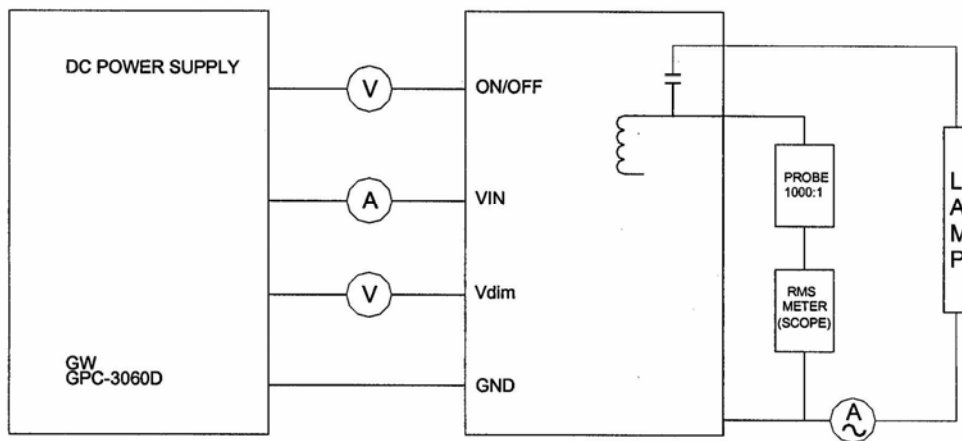 DC POWER SUPPLY
V
ON/OFF
A
VIN
V
Vdim
GW
GPC-3060D
GND
PROBE
1000:1
RMS
METER
(SCOPE)
A
L
A
M
P